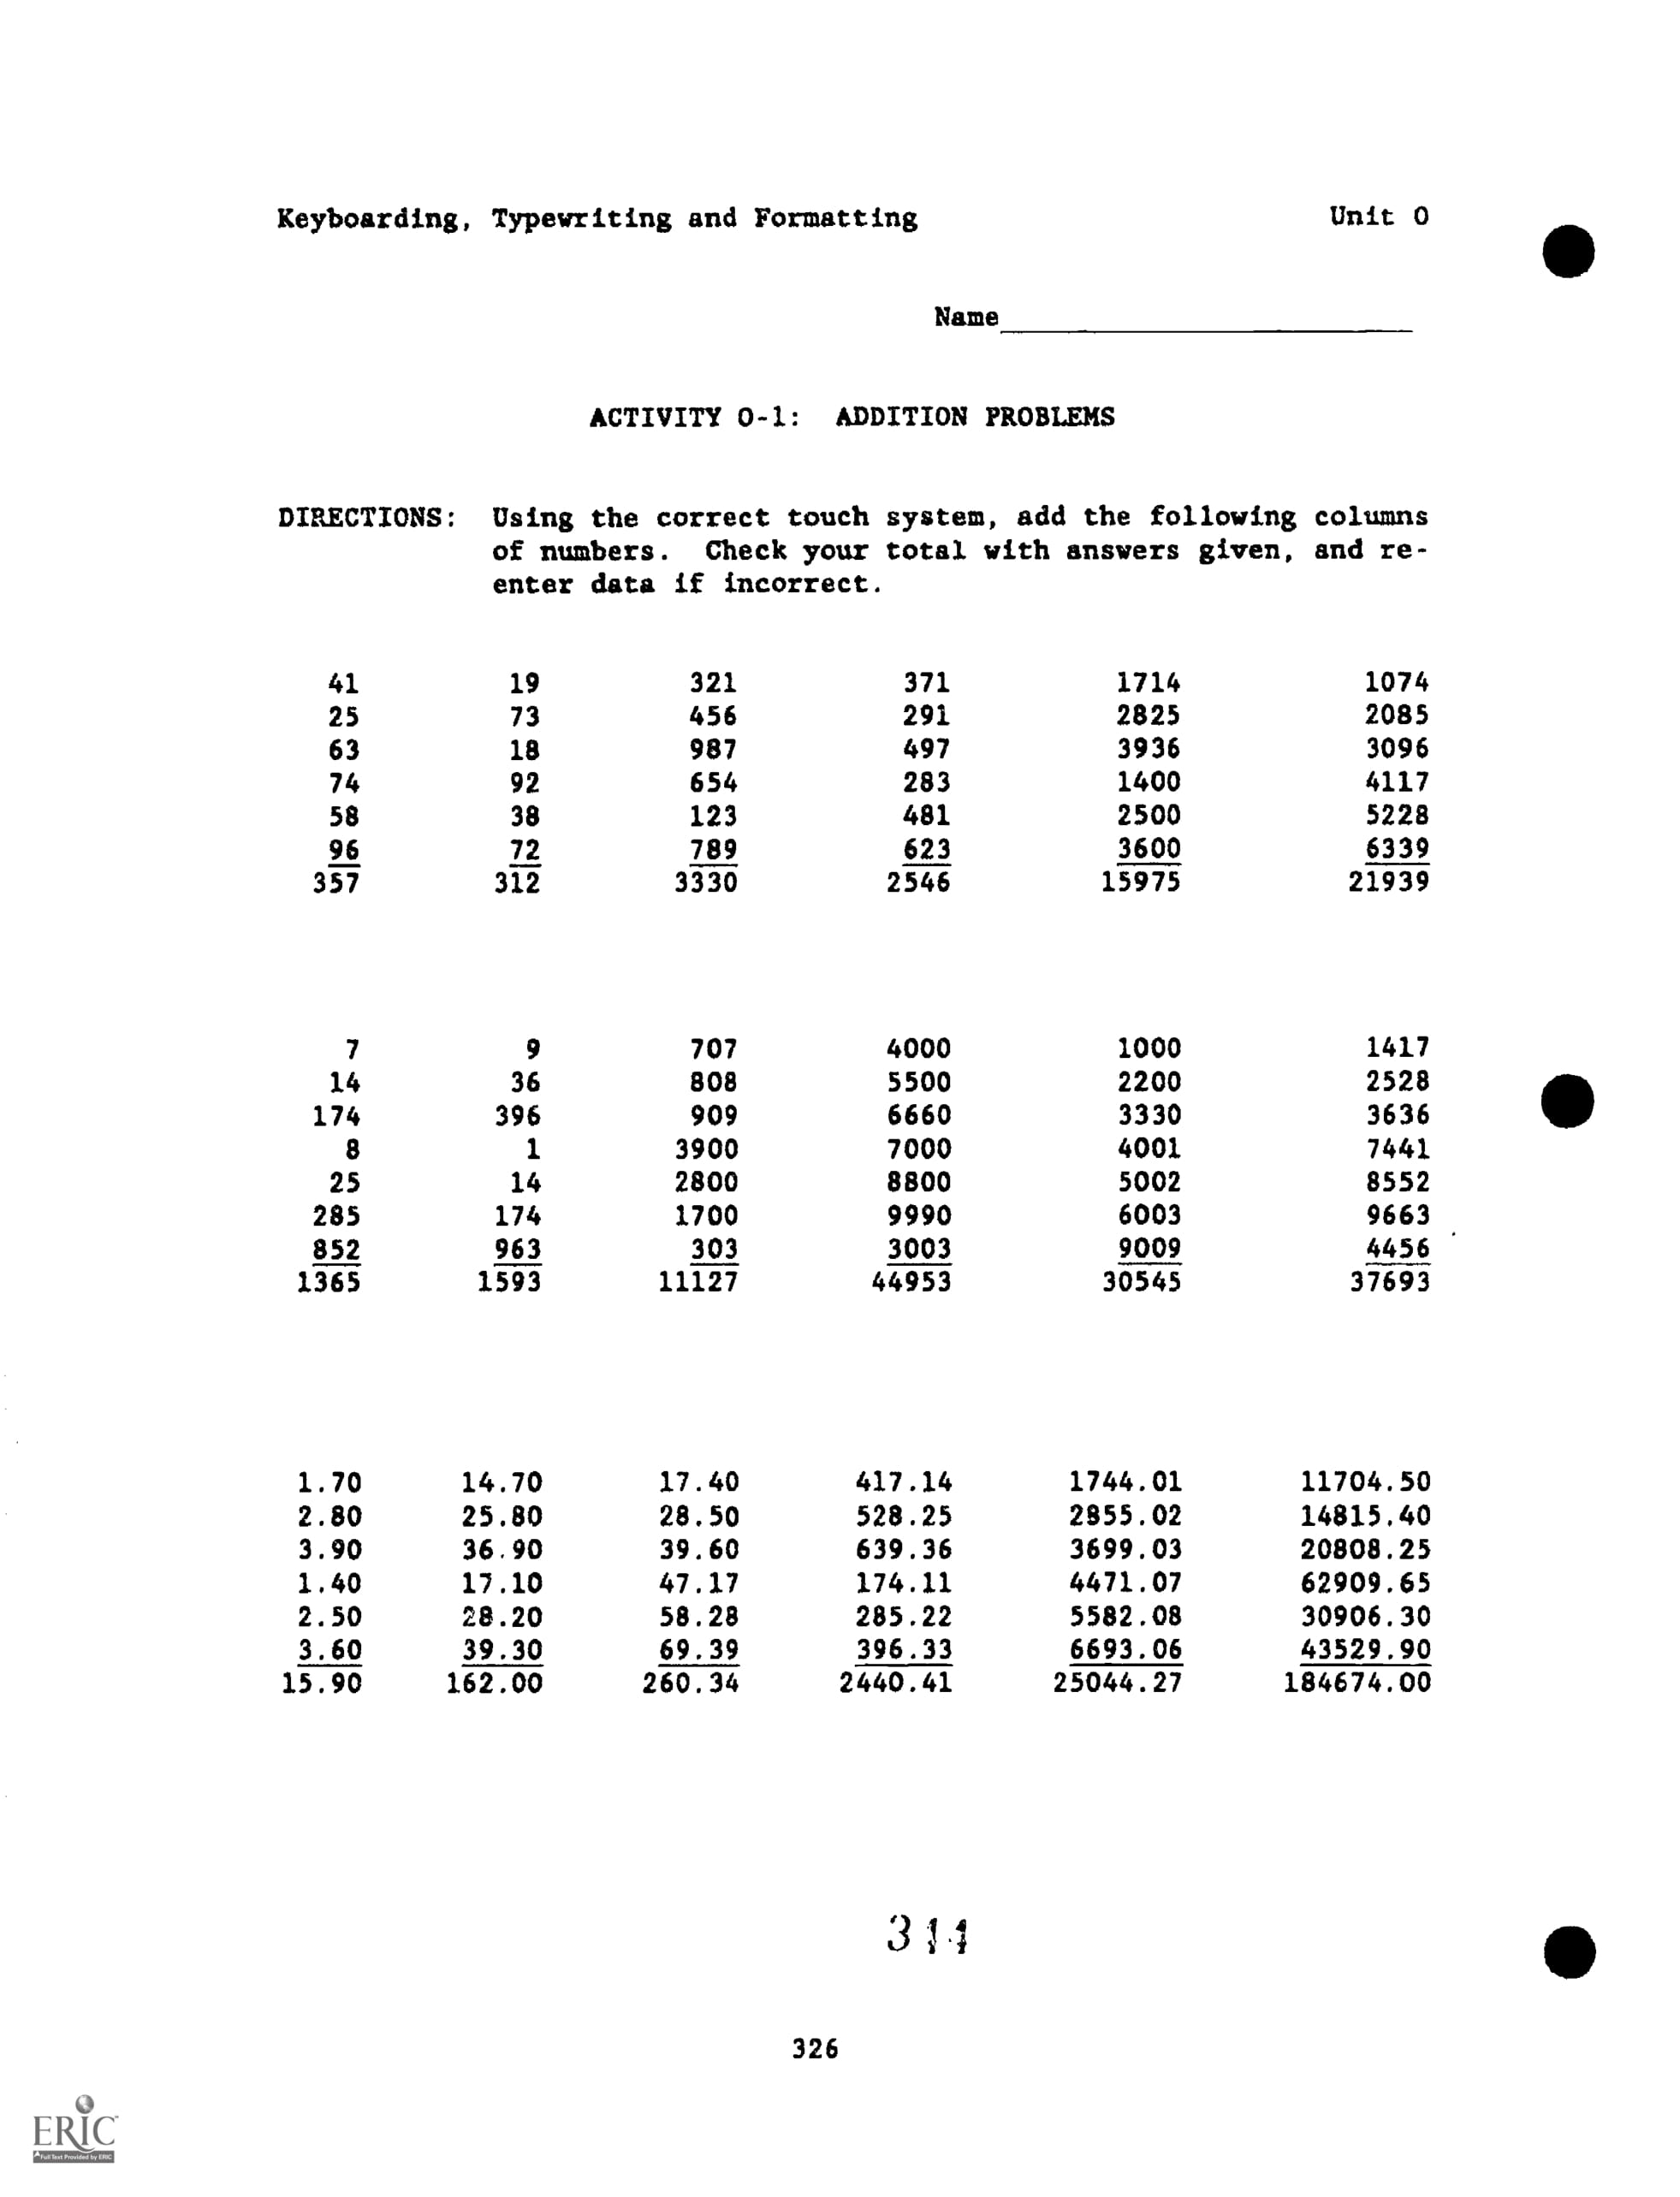 Keyboarding, Typewriting and Formatting Unit O
Name
ACTIVITY O-1: ADDITION PROBLEMS
DIRECTIONS: Using the correct touch system, add the following columns
of numbers. Check your total with answers given, and re-
enter data if incorrect.
41 19 321 371 1714 1074
25 73 456 291 2825 2085
63 18 987 497 3936 3096
74 92 654 283 1400 4117
58 38 123 481 2500 5228
96 72 789 623 3600 6339
357 312 3330 2546 15975 21939
7 9 707 4000 1000 1417
14 36 808 5500 2200 2528
174 396 909 6660 3330 3636
8 1 3900 7000 4001 7441
25 14 2800 8800 5002 8552
285 174 1700 9990 6003 9663
852 963 303 3003 9009 4456
1365 1593 11127 44953 30545 37693
1.70 14.70 17.40 417.14 1744.01 11704.50
2.80 25.80 28.50 528.25 2855.02 14815.40
3.90 36.90 39.60 639.36 3699.03 20808.25
1.40 17.10 47.17 174.11 4471.07 62909.65
2.50 28.20 58.28 285.22 5582.08 30906.30
3.60 39.30 69.39 396.33 6693.06 43529.90
15.90 162.00 260.34 2440.41 25044.27 184674.00
326
ERIC
Full Text Provided by ERIC